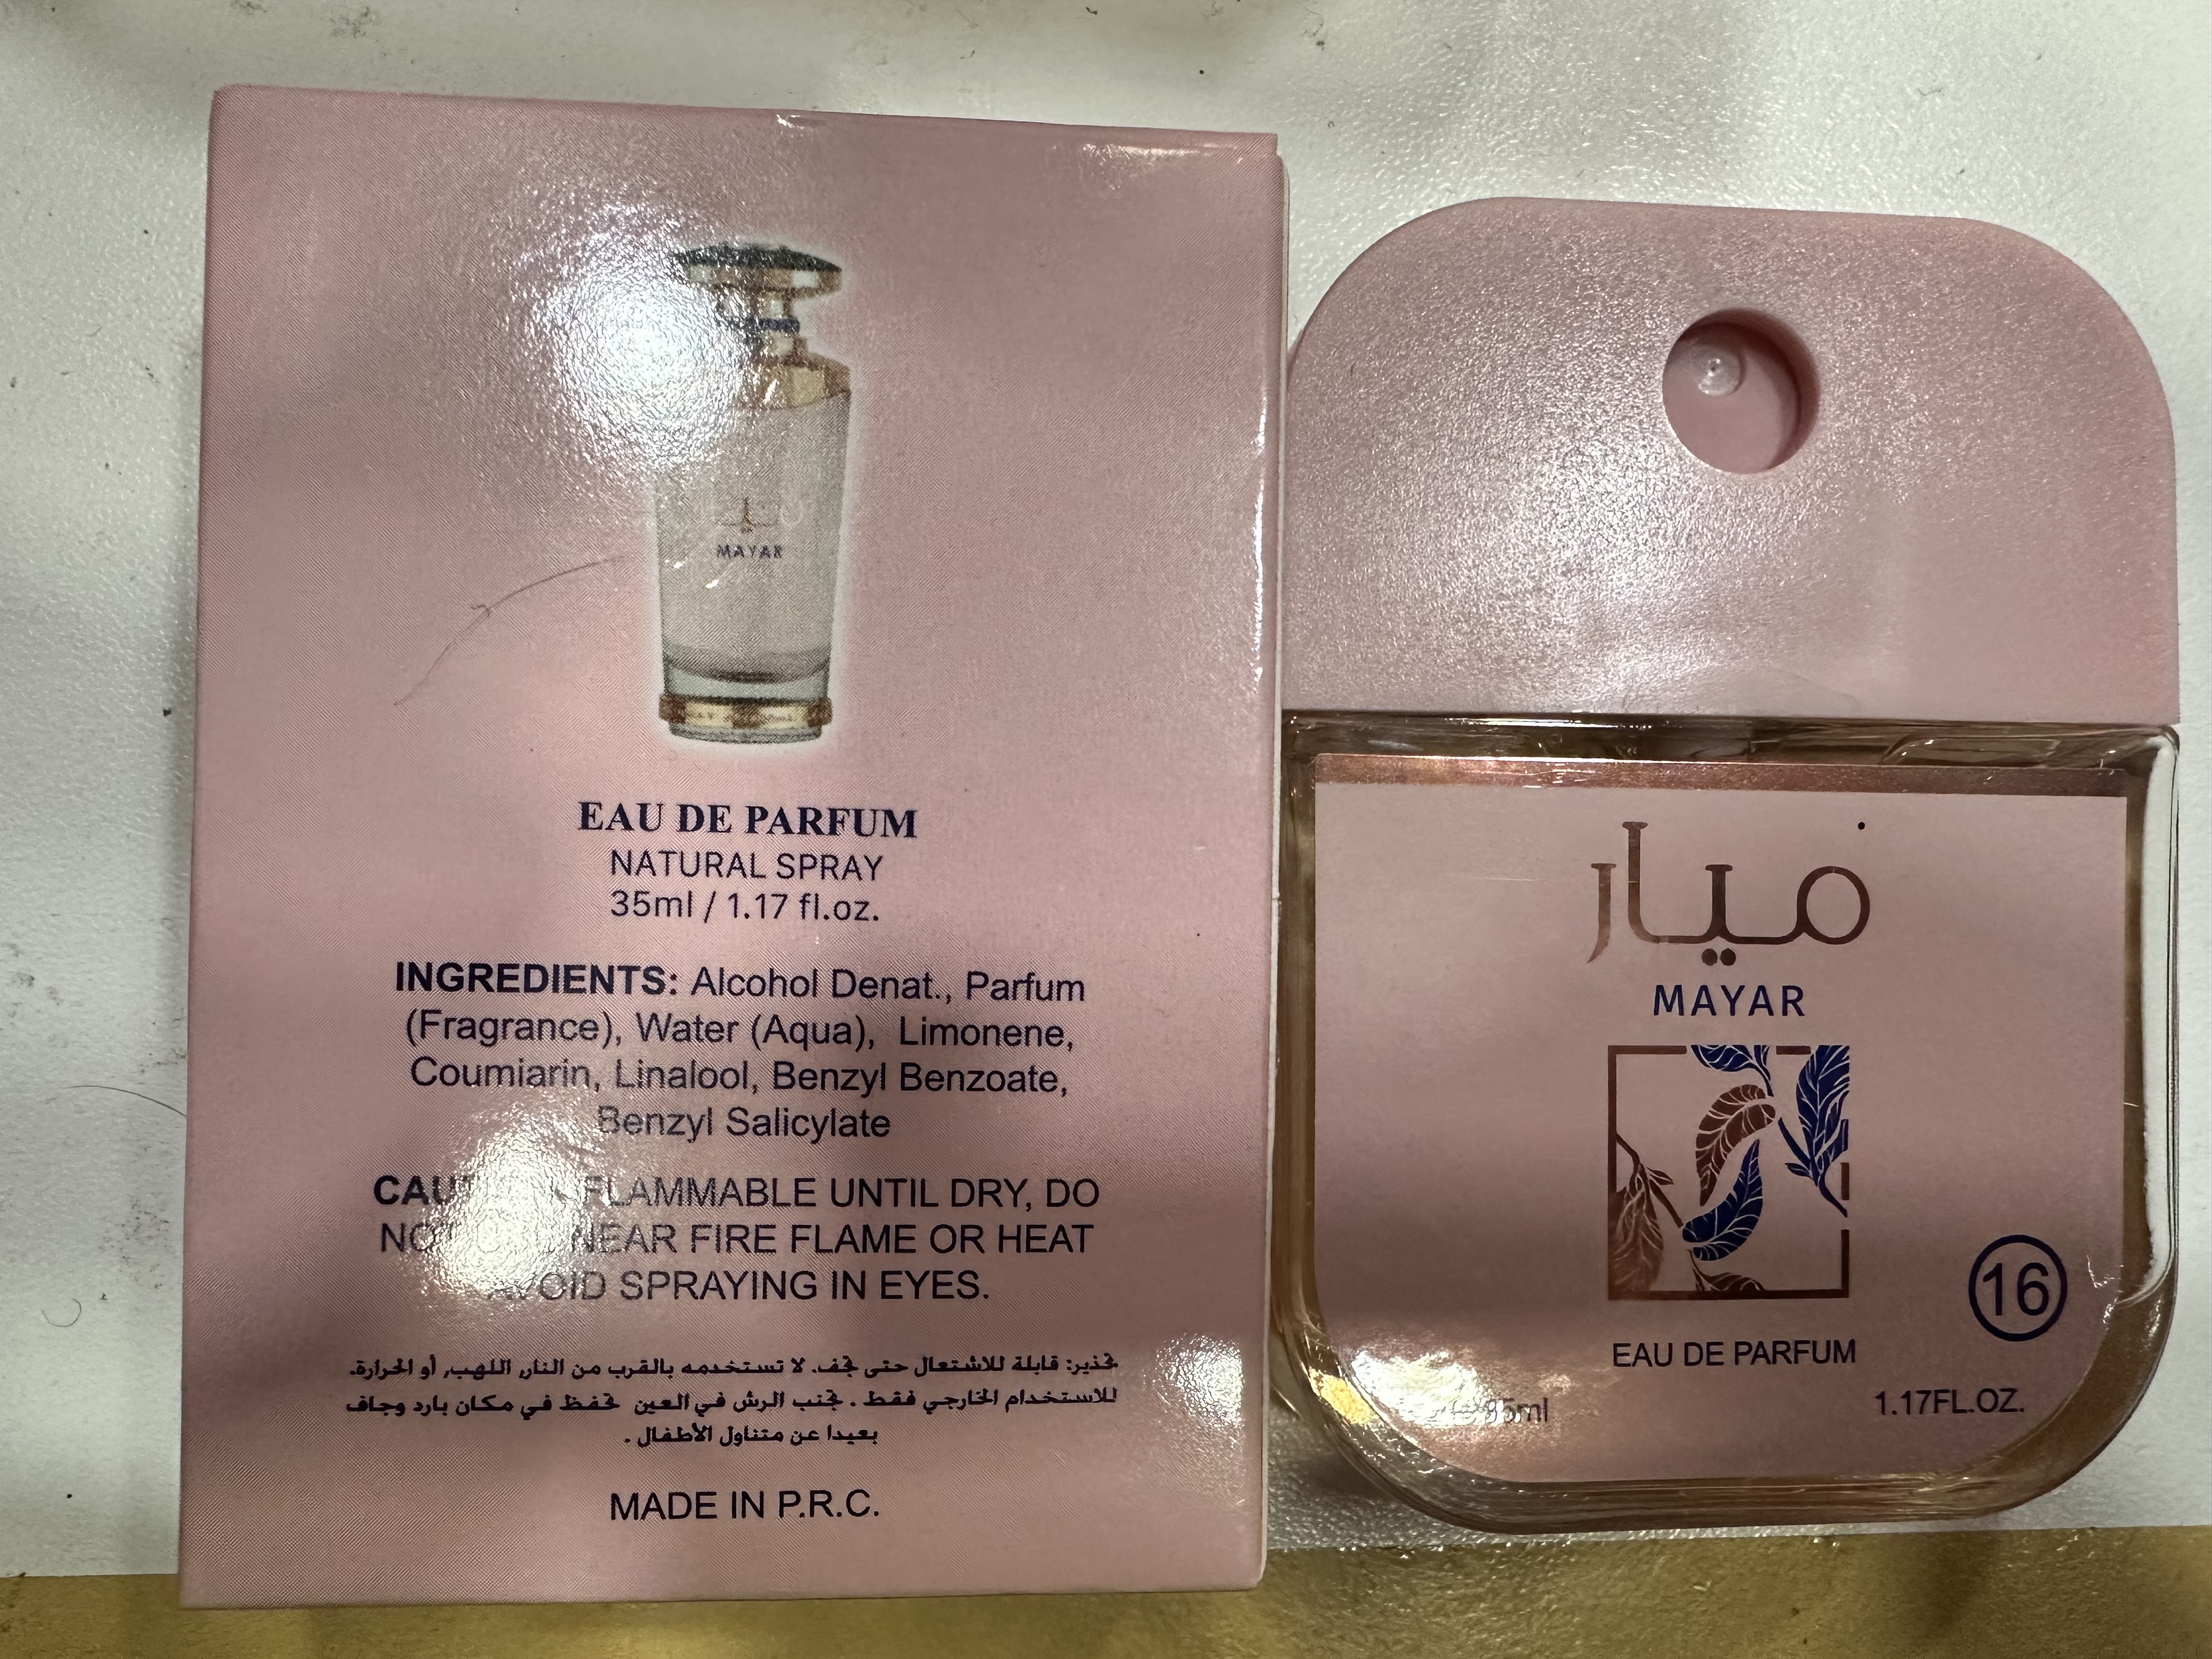 MAYAR
EAU DE PARFUM
NATURAL SPRAY
35ml / 1.17 fl.oz.
INGREDIENTS: Alcohol Denat., Parfum
(Fragrance), Water (Aqua), Limonene,
Coumiarin, Linalool, Benzyl Benzoate,
Benzyl Salicylate
FLAMMABLE UNTIL DRY, DO
NEAR FIRE FLAME OR HEAT
AVOID SPRAYING IN EYES.
تحذير: قابلة للاشتعال حتى تجف. لا تستخدمه بالقرب من النار, اللهب, أو الحرارة.
للاستخدام الخارجي فقط . تجنب الرش في العين تحفظ في مكان بارد وجاف
بعيدا عن متناول الأطفال .
MADE IN P.R.C.
ميار
MAYAR
16
EAU DE PARFUM
1.17FL.OZ.